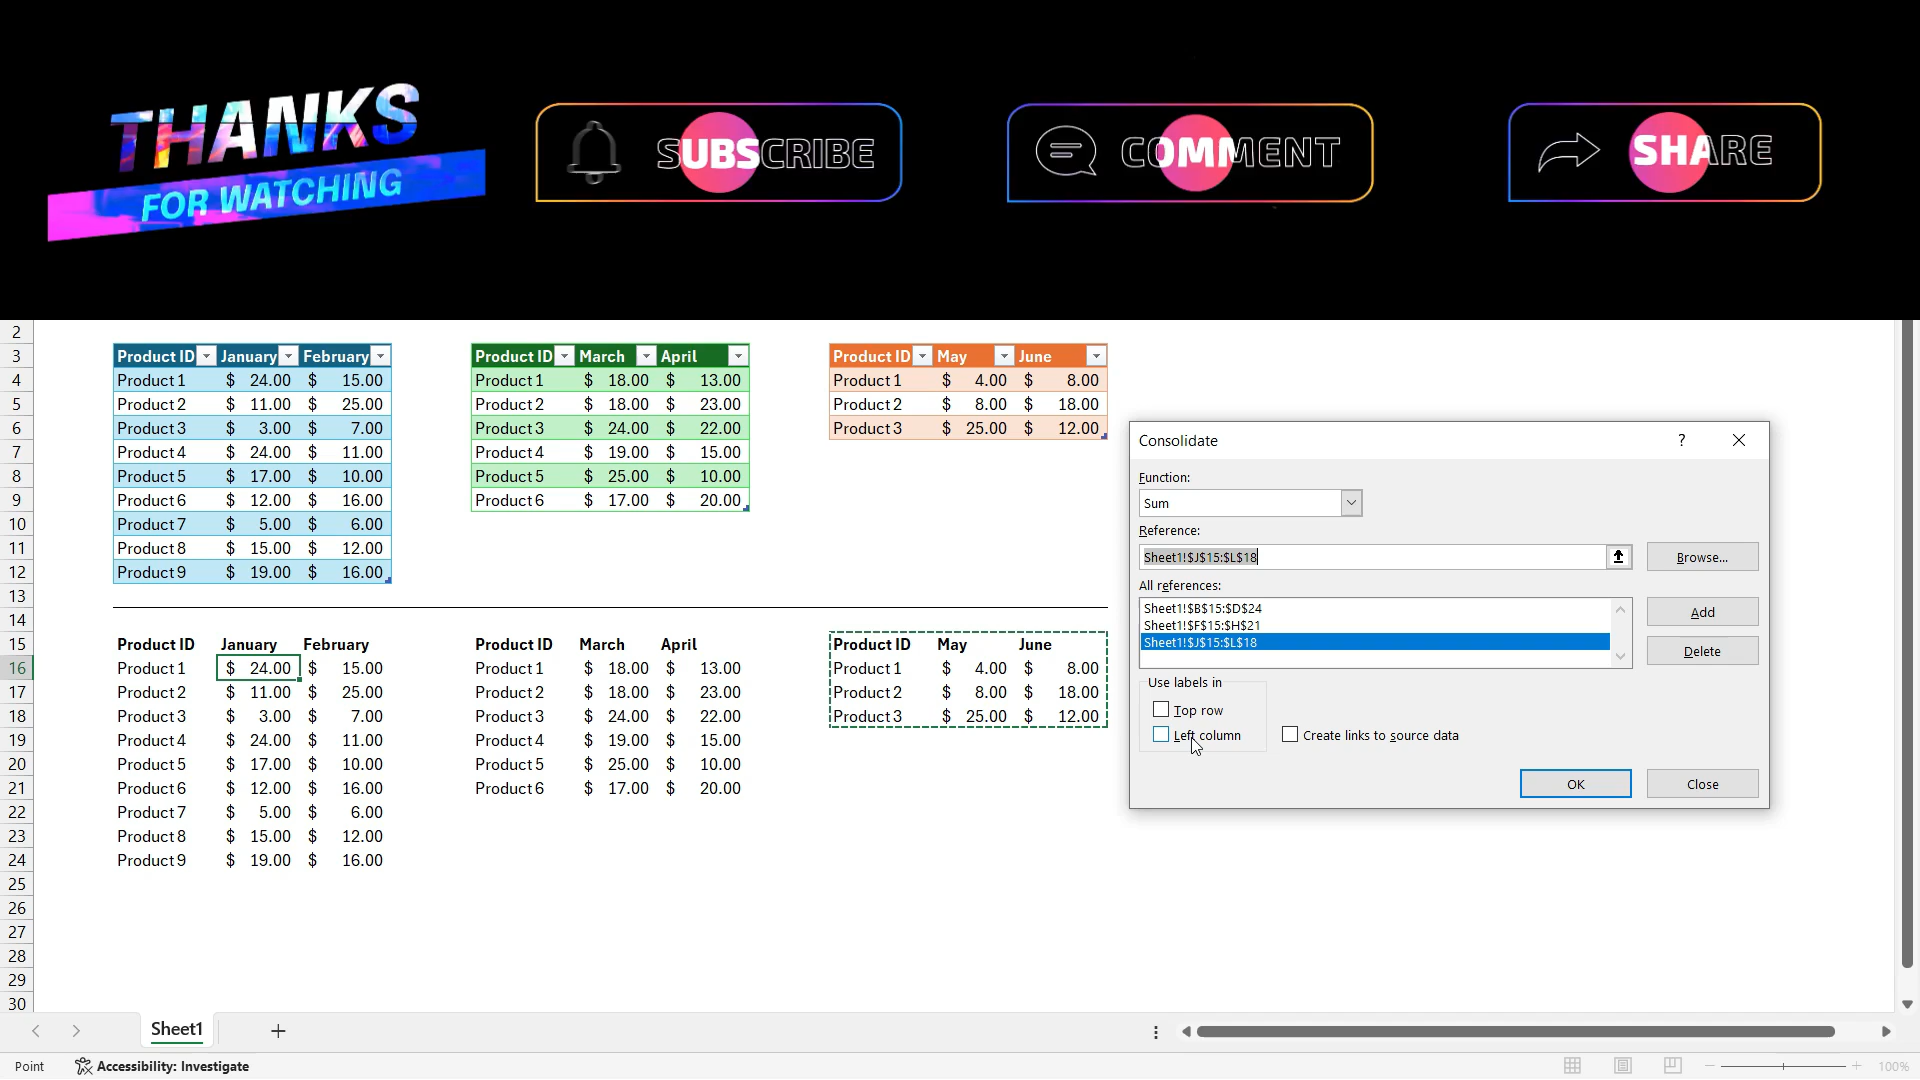 THANKS
FOR WATCHING
SUBSCRIBE
COMMENT
SHARE
2
3 Product ID January February Product ID March April Product ID May June
4 Product 1 $ 24.00 $ 15.00 Product 1 $ 18.00 $ 13.00 Product 1 $ 4.00 $ 8.00
5 Product 2 $ 11.00 $ 25.00 Product 2 $ 18.00 $ 23.00 Product 2 $ 8.00 $ 18.00
6 Product 3 $ 3.00 $ 7.00 Product 3 $ 24.00 $ 22.00 Product 3 $ 25.00 $ 12.00
7 Product 4 $ 24.00 $ 11.00 Product 4 $ 19.00 $ 15.00
8 Product 5 $ 17.00 $ 10.00 Product 5 $ 25.00 $ 10.00
9 Product 6 $ 12.00 $ 16.00 Product 6 $ 17.00 $ 20.00
10 Product 7 $ 5.00 $ 6.00
11 Product 8 $ 15.00 $ 12.00
12 Product 9 $ 19.00 $ 16.00
13
14
15 Product ID January February Product ID March April Product ID May June
16 Product 1 $ 24.00 $ 15.00 Product 1 $ 18.00 $ 13.00 Product 1 $ 4.00 $ 8.00
17 Product 2 $ 11.00 $ 25.00 Product 2 $ 18.00 $ 23.00 Product 2 $ 8.00 $ 18.00
18 Product 3 $ 3.00 $ 7.00 Product 3 $ 24.00 $ 22.00 Product 3 $ 25.00 $ 12.00
19 Product 4 $ 24.00 $ 11.00 Product 4 $ 19.00 $ 15.00
20 Product 5 $ 17.00 $ 10.00 Product 5 $ 25.00 $ 10.00
21 Product 6 $ 12.00 $ 16.00 Product 6 $ 17.00 $ 20.00
22 Product 7 $ 5.00 $ 6.00
23 Product 8 $ 15.00 $ 12.00
24 Product 9 $ 19.00 $ 16.00
25
26
27
28
29
30
Consolidate ?
Function:
Sum
Reference:
Sheet1!$J$15:$L$18 Browse...
All references:
Sheet1!$B$15:$D$24 Add
Sheet1!$F$15:$H$21
Sheet1!$J$15:$L$18 Delete
Use labels in
Top row
Left column Create links to source data
OK Close
Sheet1
Point Accessibility: Investigate 100%